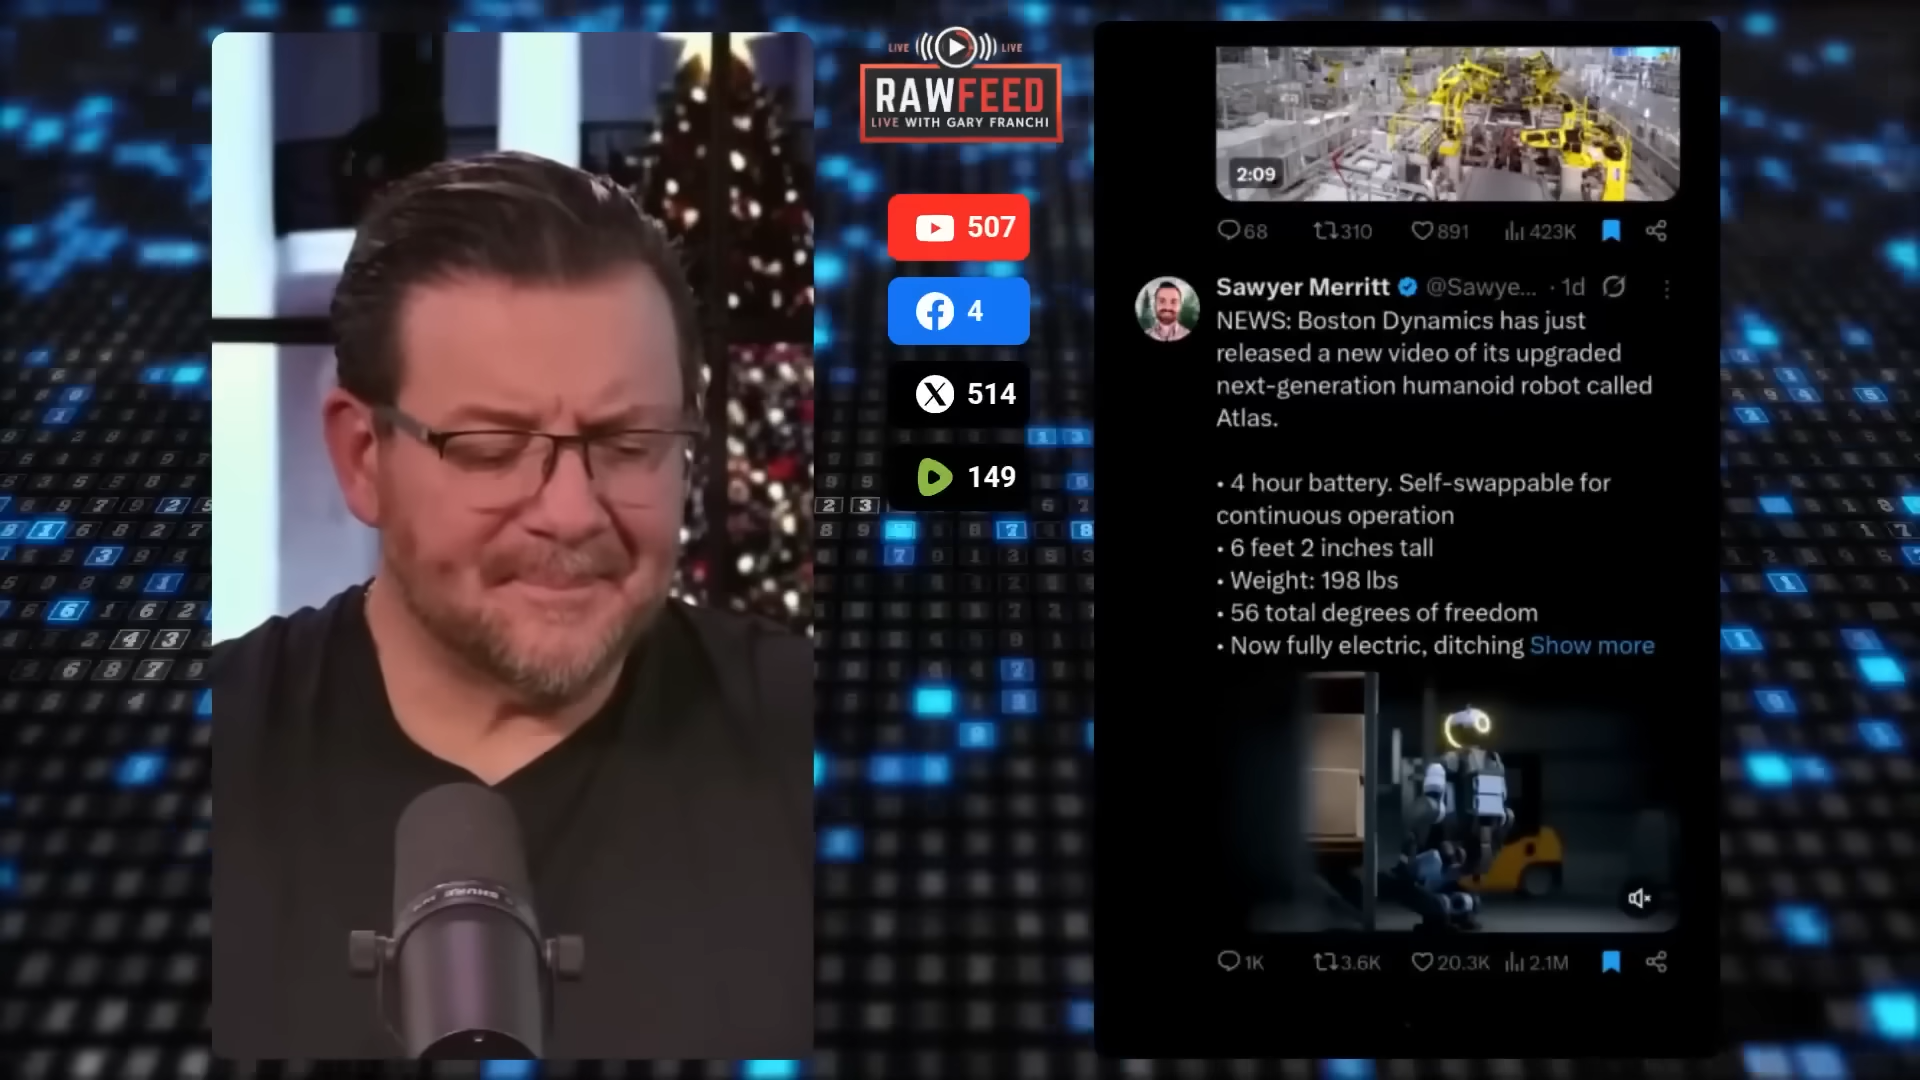 LIVE LIVE
RAWFEED
LIVE WITH GARY FRANCHI
507
4
514
149
SHURE
2:09
68 310 891 423K
Sawyer Merritt @Sawye... · 1d
NEWS: Boston Dynamics has just
released a new video of its upgraded
next-generation humanoid robot called
Atlas.
• 4 hour battery. Self-swappable for
continuous operation
• 6 feet 2 inches tall
• Weight: 198 lbs
• 56 total degrees of freedom
• Now fully electric, ditching Show more
1K 3.6K 20.3K 2.1M